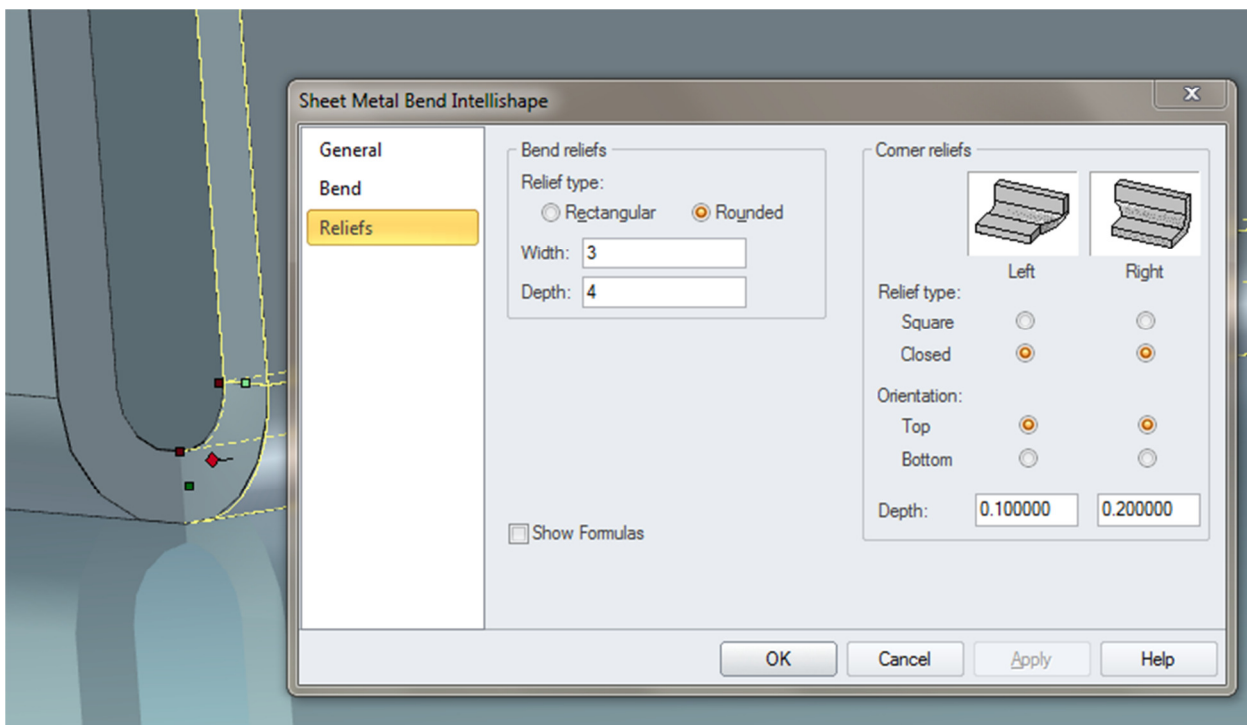 Sheet Metal Bend Intellishape
x
General
Bend
Reliefs
Bend reliefs
Relief type:
Rectangular Rounded
Width: 3
Depth: 4
Show Formulas
Corner reliefs
Left Right
Relief type:
Square
Closed
Orientation:
Top
Bottom
Depth: 0.100000 0.200000
OK Cancel Apply Help